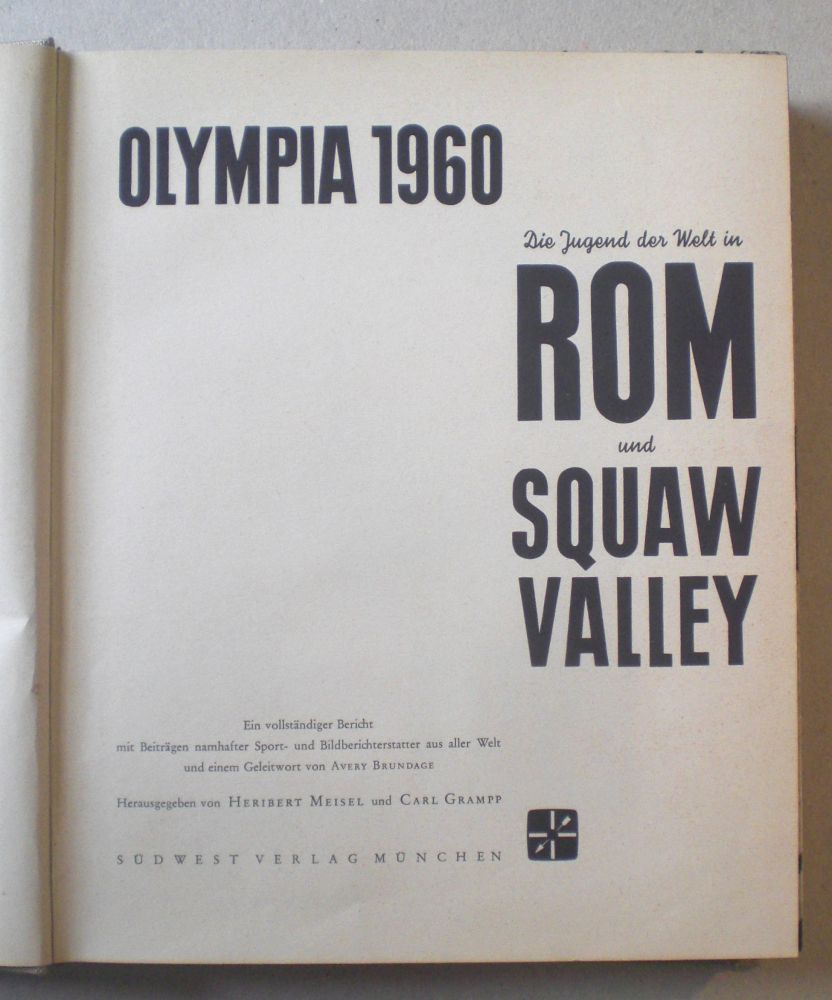 OLYMPIA 1960
Die Jugend der Welt in
ROM
und
SQUAW
VALLEY
Ein vollständiger Bericht
mit Beiträgen namhafter Sport- und Bildberichterstatter aus aller Welt
und einem Geleitwort von AVERY BRUNDAGE
Herausgegeben von HERIBERT MEISEL und CARL GRAMPP
SÜDWEST VERLAG MÜNCHEN